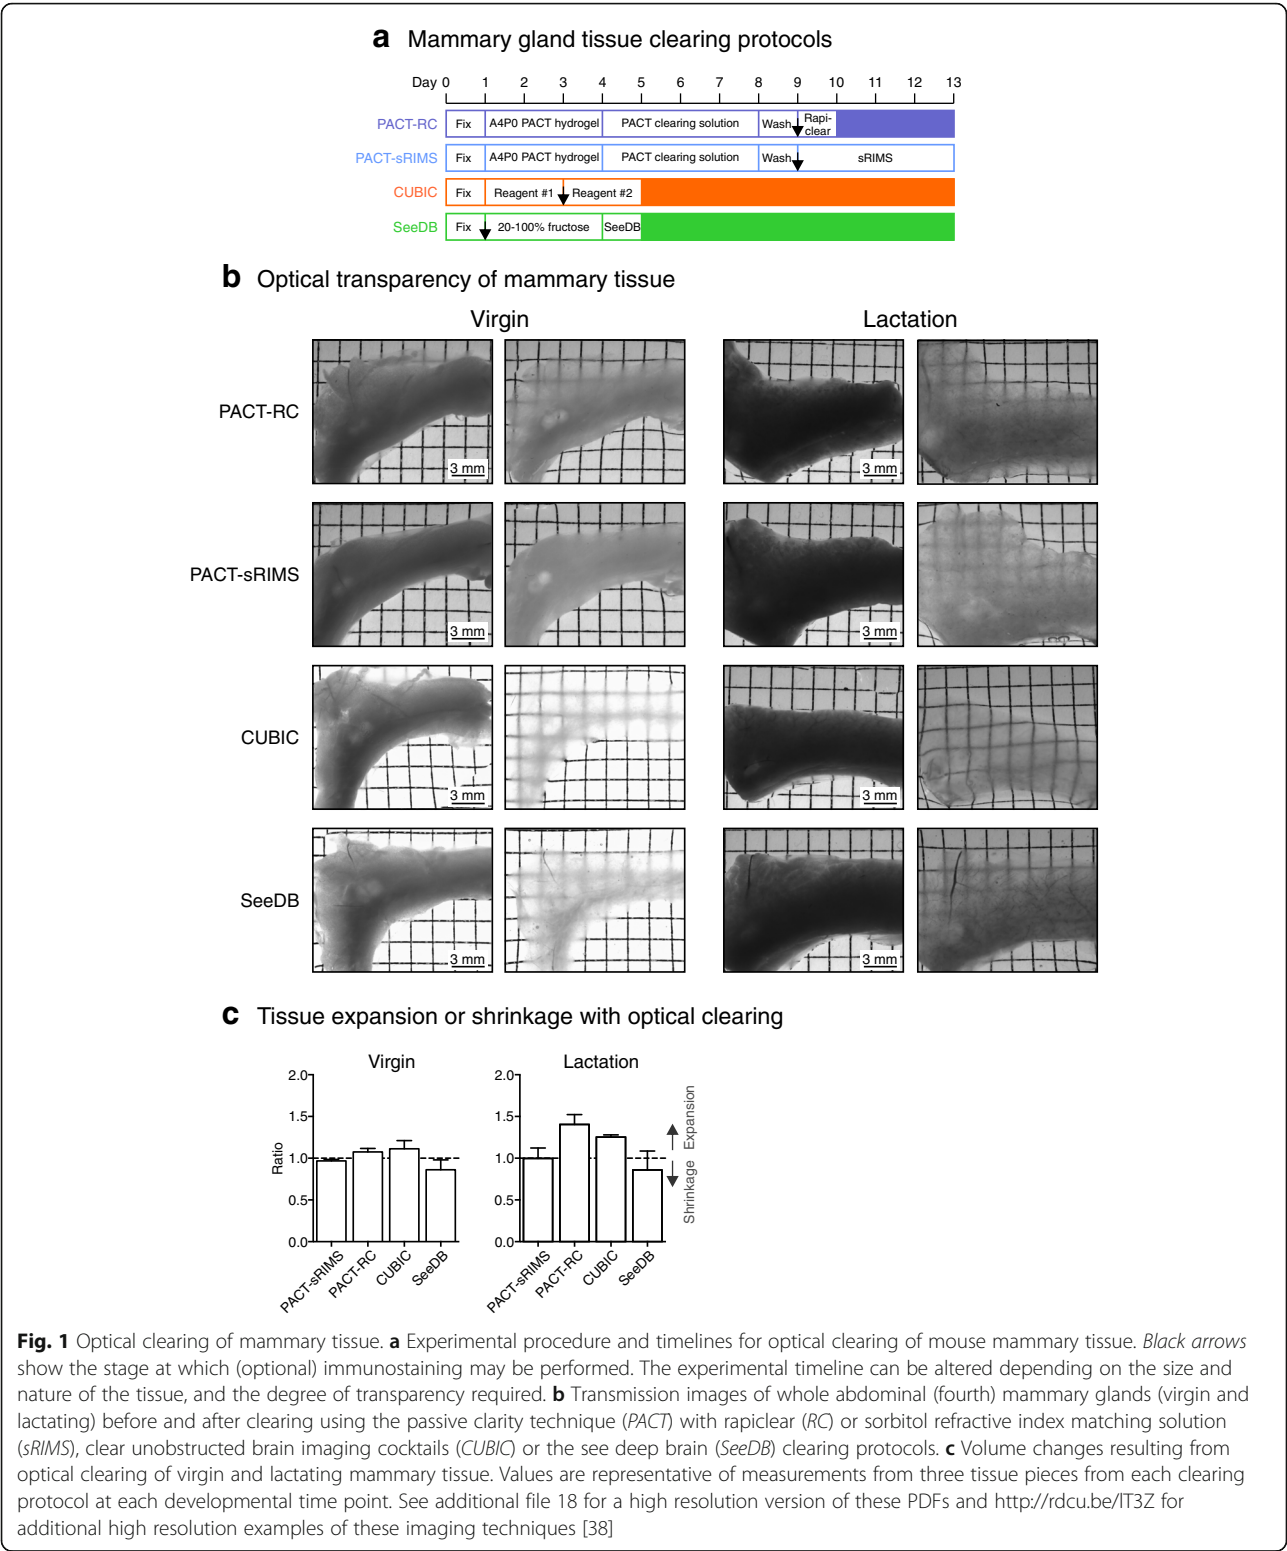 a Mammary gland tissue clearing protocols
Day 0 1 2 3 4 5 6 7 8 9 10 11 12 13
PACT-RC Fix A4P0 PACT hydrogel PACT clearing solution Wash Rapi-
clear
PACT-sRIMS Fix A4P0 PACT hydrogel PACT clearing solution Wash sRIMS
CUBIC Fix Reagent #1 Reagent #2
SeeDB Fix 20-100% fructose SeeDB
b Optical transparency of mammary tissue
Virgin Lactation
PACT-RC
3 mm 3 mm
PACT-sRIMS
3 mm 3 mm
CUBIC
3 mm 3 mm
SeeDB
3 mm 3 mm
c Tissue expansion or shrinkage with optical clearing
Virgin Lactation
2.0 2.0
1.5 1.5
1.0 1.0
0.5 0.5
0.0 0.0
Ratio
Shrinkage Expansion
PACT-sRIMS PACT-RC CUBIC SeeDB PACT-sRIMS PACT-RC CUBIC SeeDB
Fig. 1 Optical clearing of mammary tissue. a Experimental procedure and timelines for optical clearing of mouse mammary tissue. Black arrows
show the stage at which (optional) immunostaining may be performed. The experimental timeline can be altered depending on the size and
nature of the tissue, and the degree of transparency required. b Transmission images of whole abdominal (fourth) mammary glands (virgin and
lactating) before and after clearing using the passive clarity technique (PACT) with rapiclear (RC) or sorbitol refractive index matching solution
(sRIMS), clear unobstructed brain imaging cocktails (CUBIC) or the see deep brain (SeeDB) clearing protocols. c Volume changes resulting from
optical clearing of virgin and lactating mammary tissue. Values are representative of measurements from three tissue pieces from each clearing
protocol at each developmental time point. See additional file 18 for a high resolution version of these PDFs and http://rdcu.be/lT3Z for
additional high resolution examples of these imaging techniques [38]